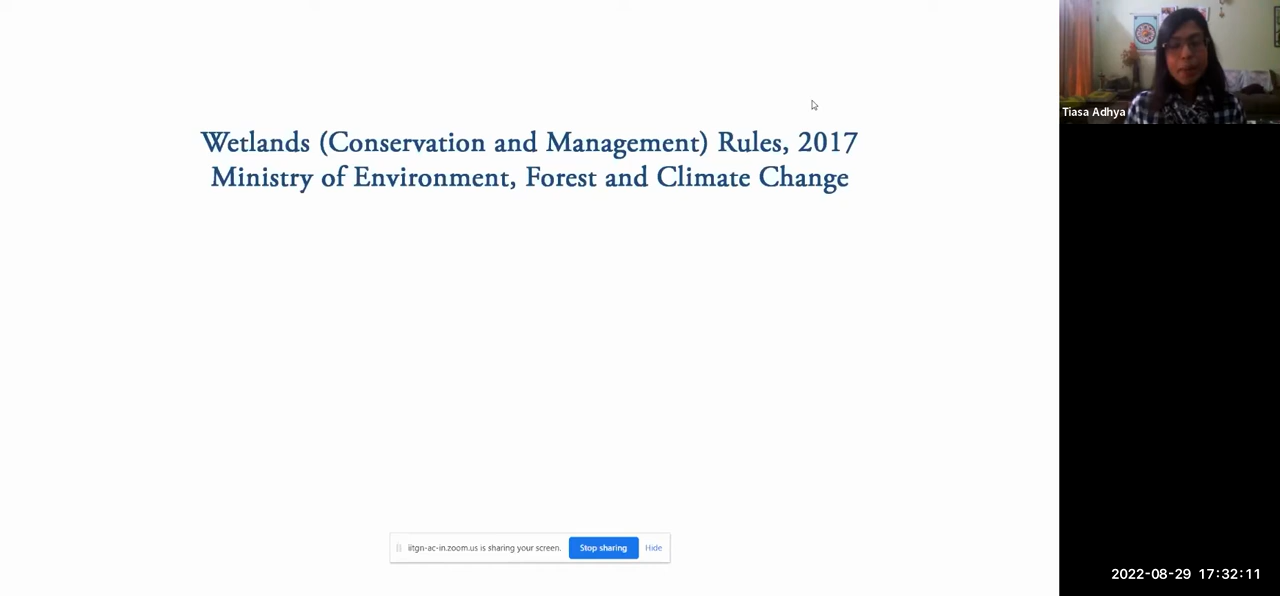 Wetlands (Conservation and Management) Rules, 2017
Ministry of Environment, Forest and Climate Change
Tiasa Adhya
iitgn-ac-in.zoom.us is sharing your screen.
Stop sharing
Hide
2022-08-29 17:32:11